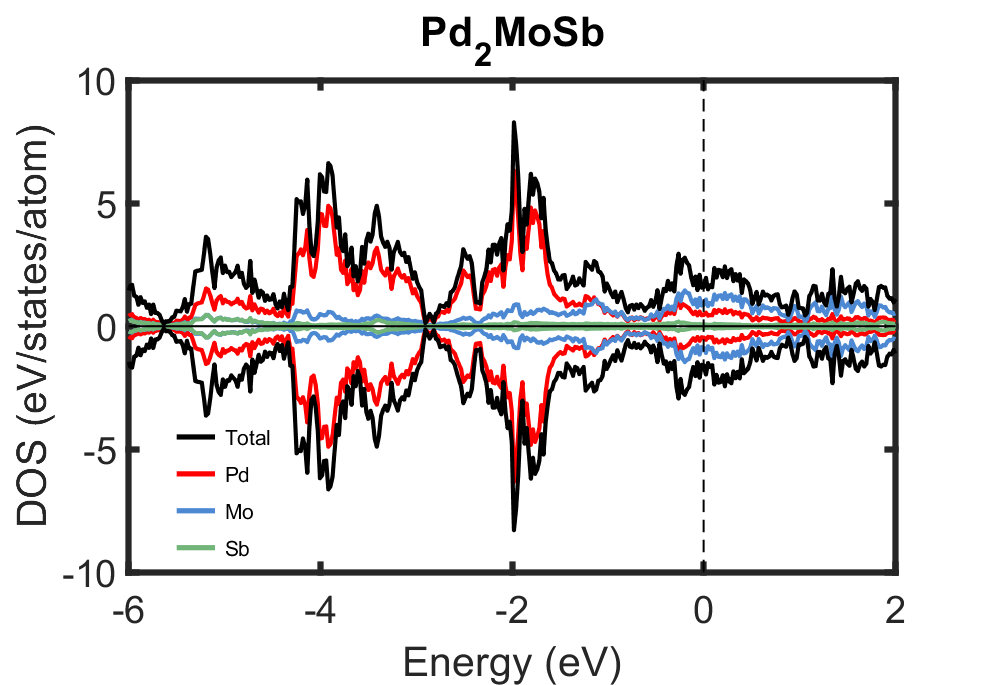 Pd₂MoSb
10
5
0
-5
-10
DOS (eV/states/atom)
Total
Pd
Mo
Sb
-6 -4 -2 0 2
Energy (eV)